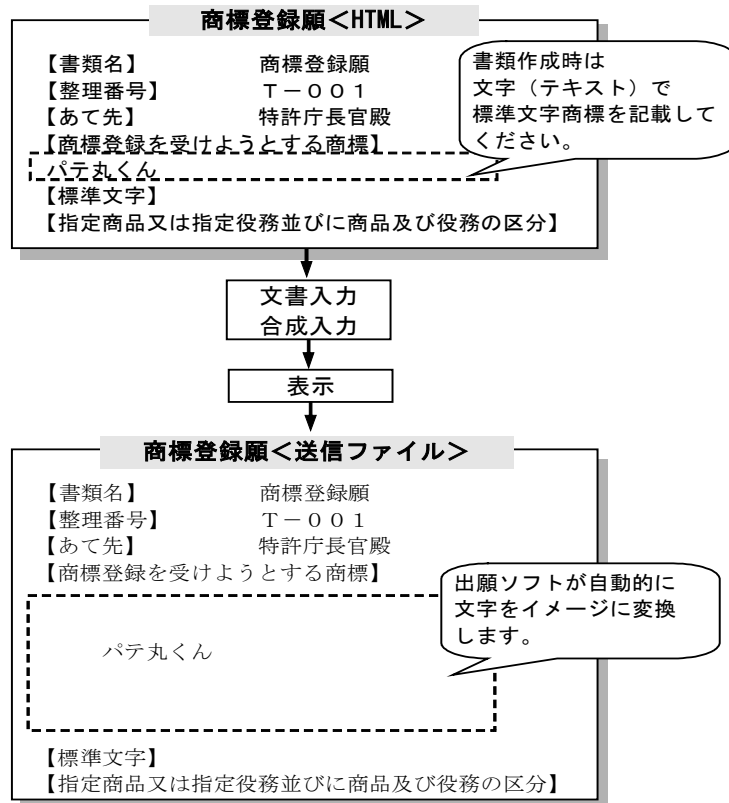 商標登録願＜HTML＞
【書類名】 商標登録願
【整理番号】 Ｔ－００１
【あて先】 特許庁長官殿
【商標登録を受けようとする商標】
パテ丸くん
【標準文字】
【指定商品又は指定役務並びに商品及び役務の区分】
書類作成時は
文字（テキスト）で
標準文字商標を記載して
ください。
文書入力
合成入力
表示
商標登録願＜送信ファイル＞
【書類名】 商標登録願
【整理番号】 Ｔ－００１
【あて先】 特許庁長官殿
【商標登録を受けようとする商標】
出願ソフトが自動的に
文字をイメージに変換
します。
パテ丸くん
【標準文字】
【指定商品又は指定役務並びに商品及び役務の区分】